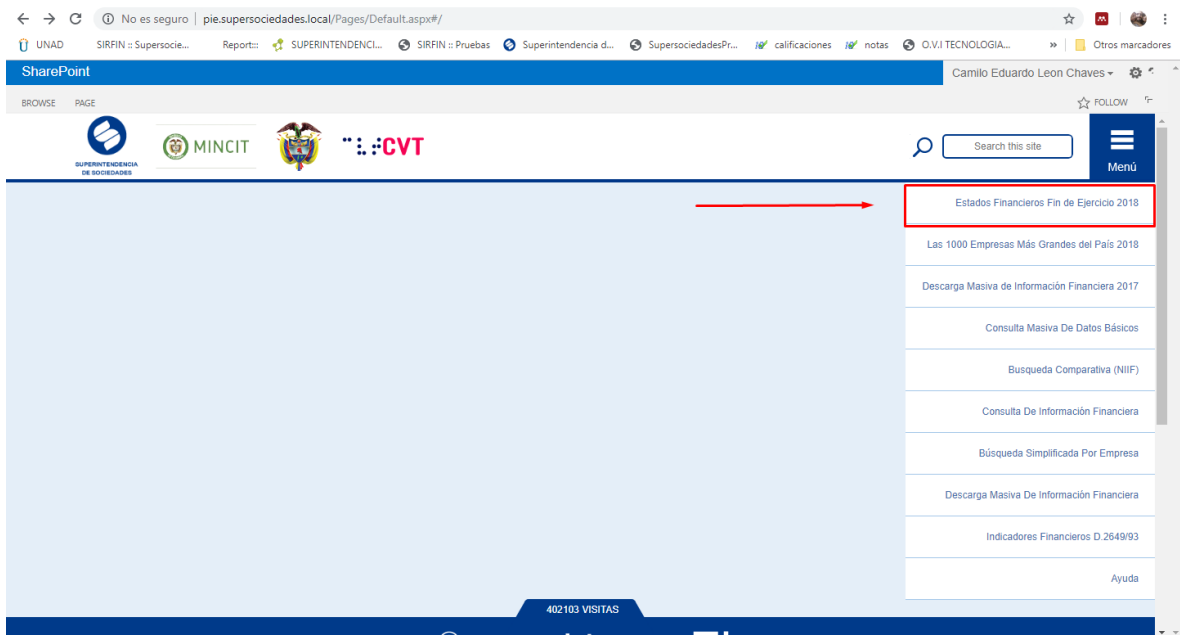 No es seguro | pie.supersociedades.local/Pages/Default.aspx#/
UNAD SIRFIN :: Supersocie... Report::: SUPERINTENDENCI... SIRFIN :: Pruebas Superintendencia d... SupersociedadesPr... calificaciones notas O.V.I TECNOLOGIA... » Otros marcadores
SharePoint Camilo Eduardo Leon Chaves
BROWSE PAGE FOLLOW
SUPERINTENDENCIA
DE SOCIEDADES
MINCIT
CVT
Search this site
Menú
Estados Financieros Fin de Ejercicio 2018
Las 1000 Empresas Más Grandes del País 2018
Descarga Masiva de Información Financiera 2017
Consulta Masiva De Datos Básicos
Busqueda Comparativa (NIIF)
Consulta De Información Financiera
Búsqueda Simplificada Por Empresa
Descarga Masiva De Información Financiera
Indicadores Financieros D.2649/93
Ayuda
402103 VISITAS